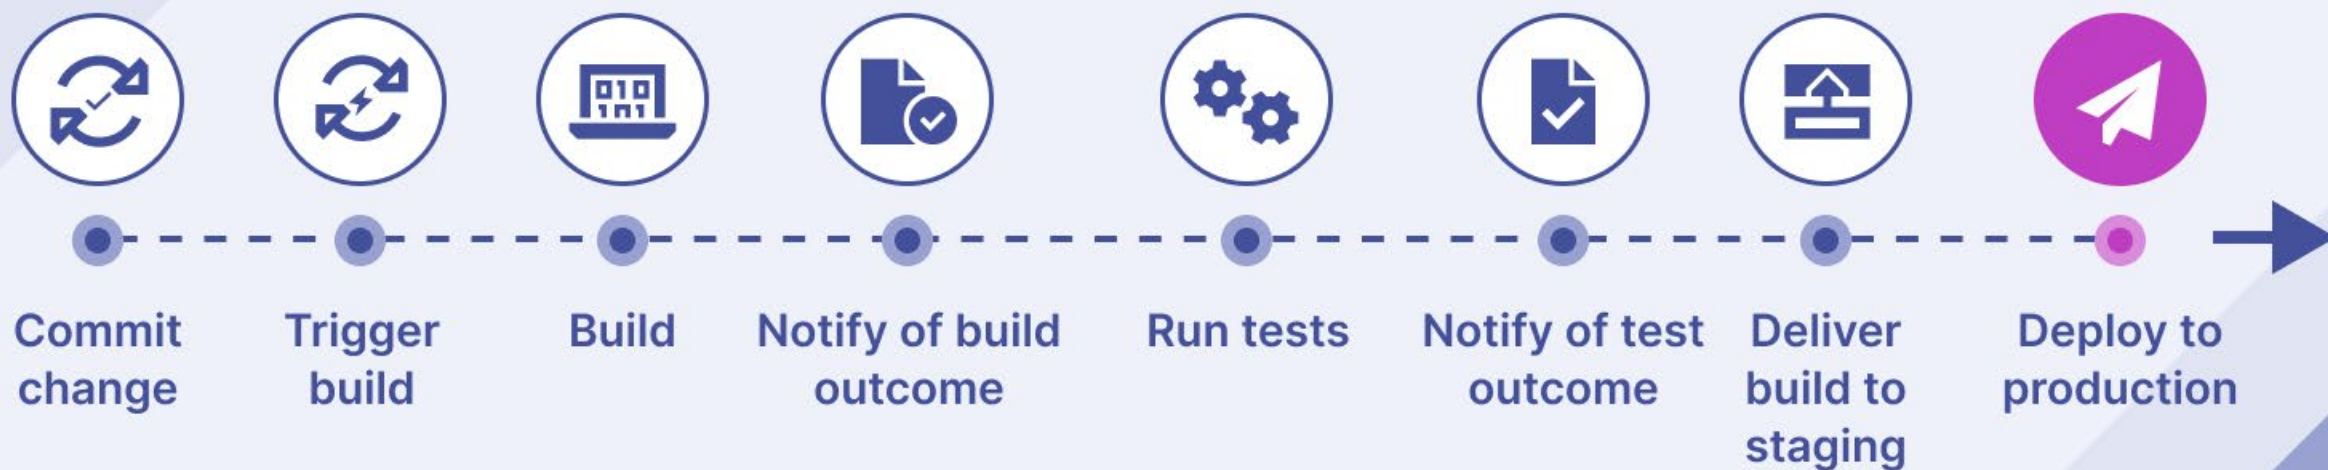 Commit
change
Trigger
build
Build
Notify of build
outcome
Run tests
Notify of test
outcome
Deliver
build to
staging
Deploy to
production